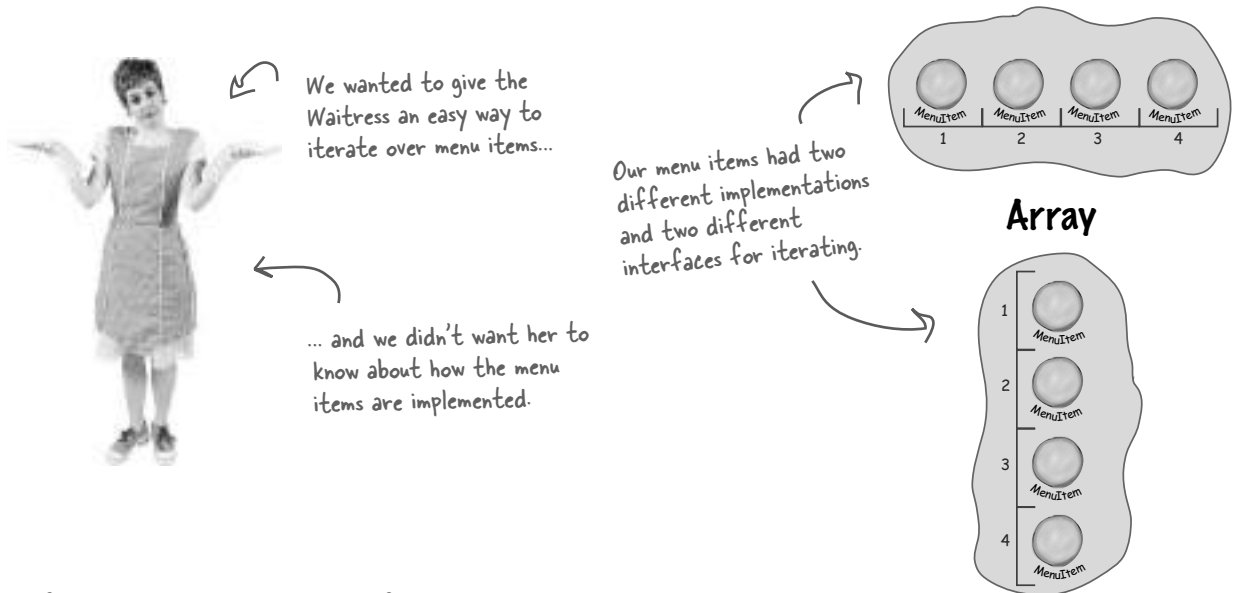 We wanted to give the
Waitress an easy way to
iterate over menu items...
... and we didn't want her to
know about how the menu
items are implemented.
Our menu items had two
different implementations
and two different
interfaces for iterating.
MenuItem MenuItem MenuItem MenuItem
1 2 3 4
Array
1
MenuItem
2
MenuItem
3
MenuItem
4
MenuItem